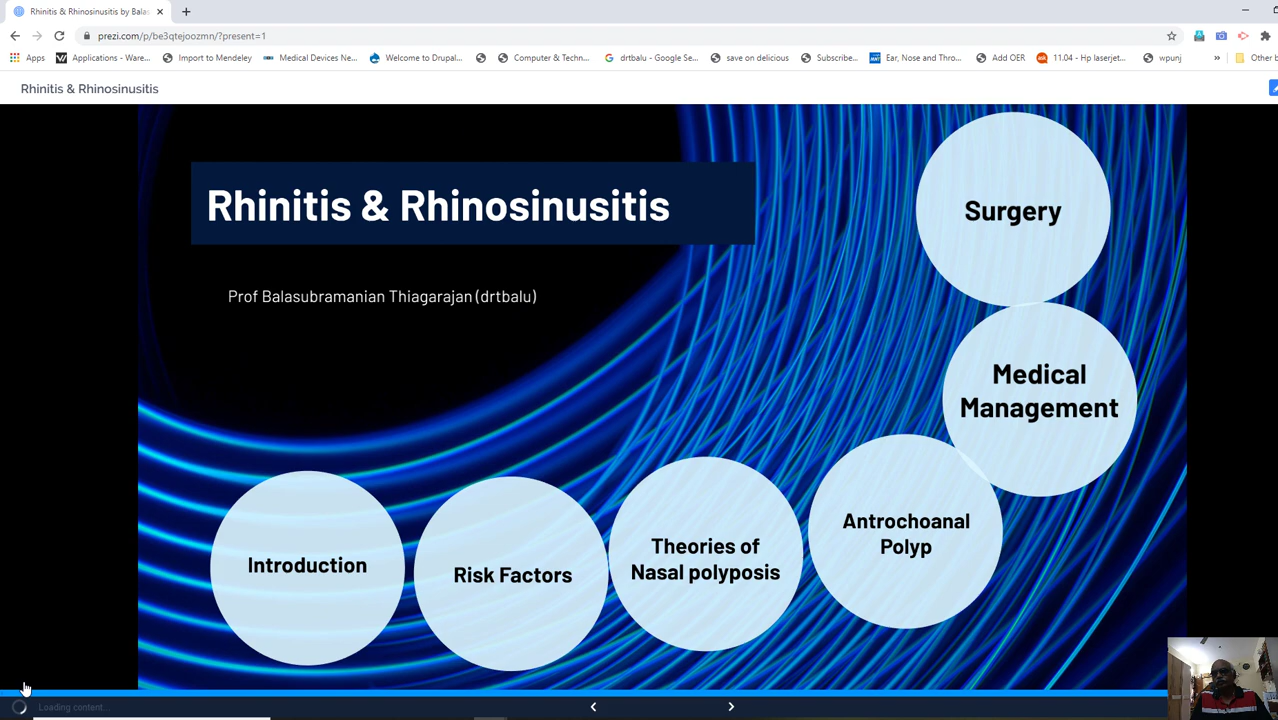 Rhinitis & Rhinosinusitis by Balas
prezi.com/p/be3qtejoozmn/?present=1
Apps Applications - Ware... Import to Mendeley Medical Devices Ne... Welcome to Drupal... Computer & Techn... drtbalu - Google Se... save on delicious Subscribe... Ear, Nose and Thro... Add OER 11.04 - Hp laserjet... wpunj » Other b
Rhinitis & Rhinosinusitis
Rhinitis & Rhinosinusitis
Prof Balasubramanian Thiagarajan (drtbalu)
Surgery
Medical
Management
Antrochoanal
Polyp
Theories of
Nasal polyposis
Risk Factors
Introduction
Loading content...